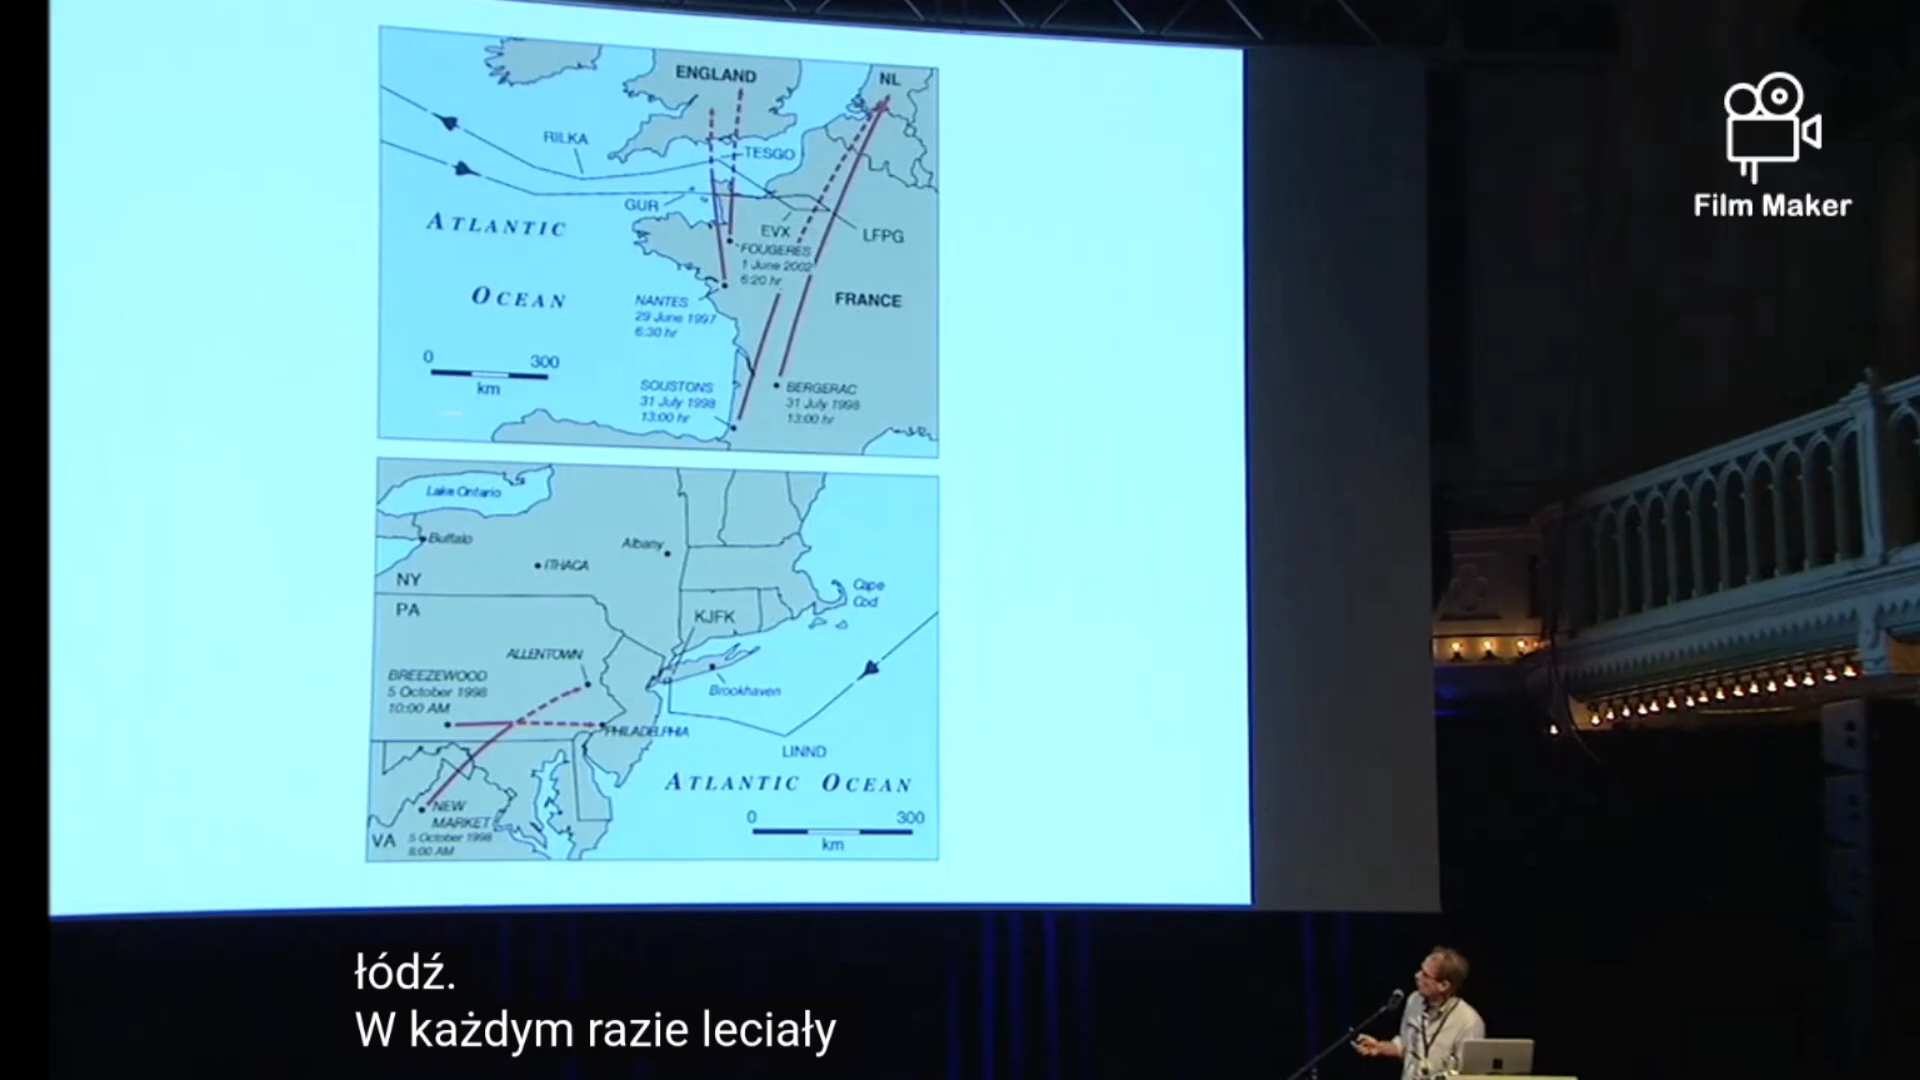 ENGLAND
NL
RILKA
TESGO
GUR
EVX
LFPG
ATLANTIC
OCEAN
FOUGERES
1 June 2002
6:20 hr
NANTES
29 June 1997
6:30 hr
FRANCE
0 300
km
SOUSTONS
31 July 1998
13:00 hr
BERGERAC
31 July 1998
13:00 hr
Lake Ontario
Buffalo
Albany
ITHACA
NY
PA
Cape
Cod
KJFK
ALLENTOWN
BREEZEWOOD
5 October 1998
10:00 AM
Brookhaven
PHILADELPHIA
LINND
ATLANTIC OCEAN
NEW
MARKET
VA
5 October 1998
8:00 AM
0 300
km
Film Maker
łódź.
W każdym razie leciały